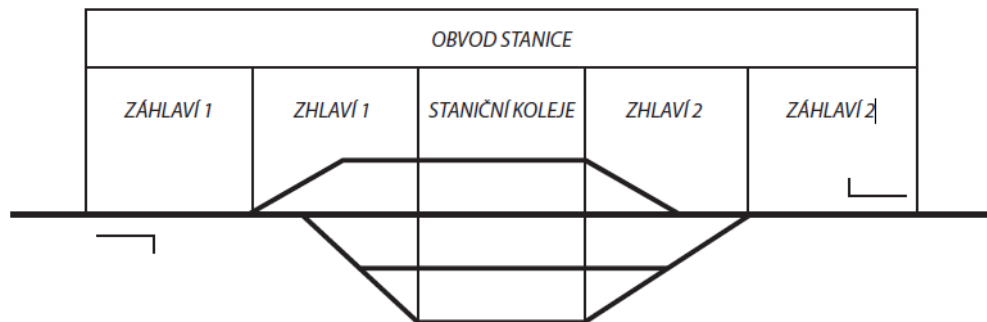 OBVOD STANICE
ZÁHLAVÍ 1
ZHLAVÍ 1
STANIČNÍ KOLEJE
ZHLAVÍ 2
ZÁHLAVÍ 2